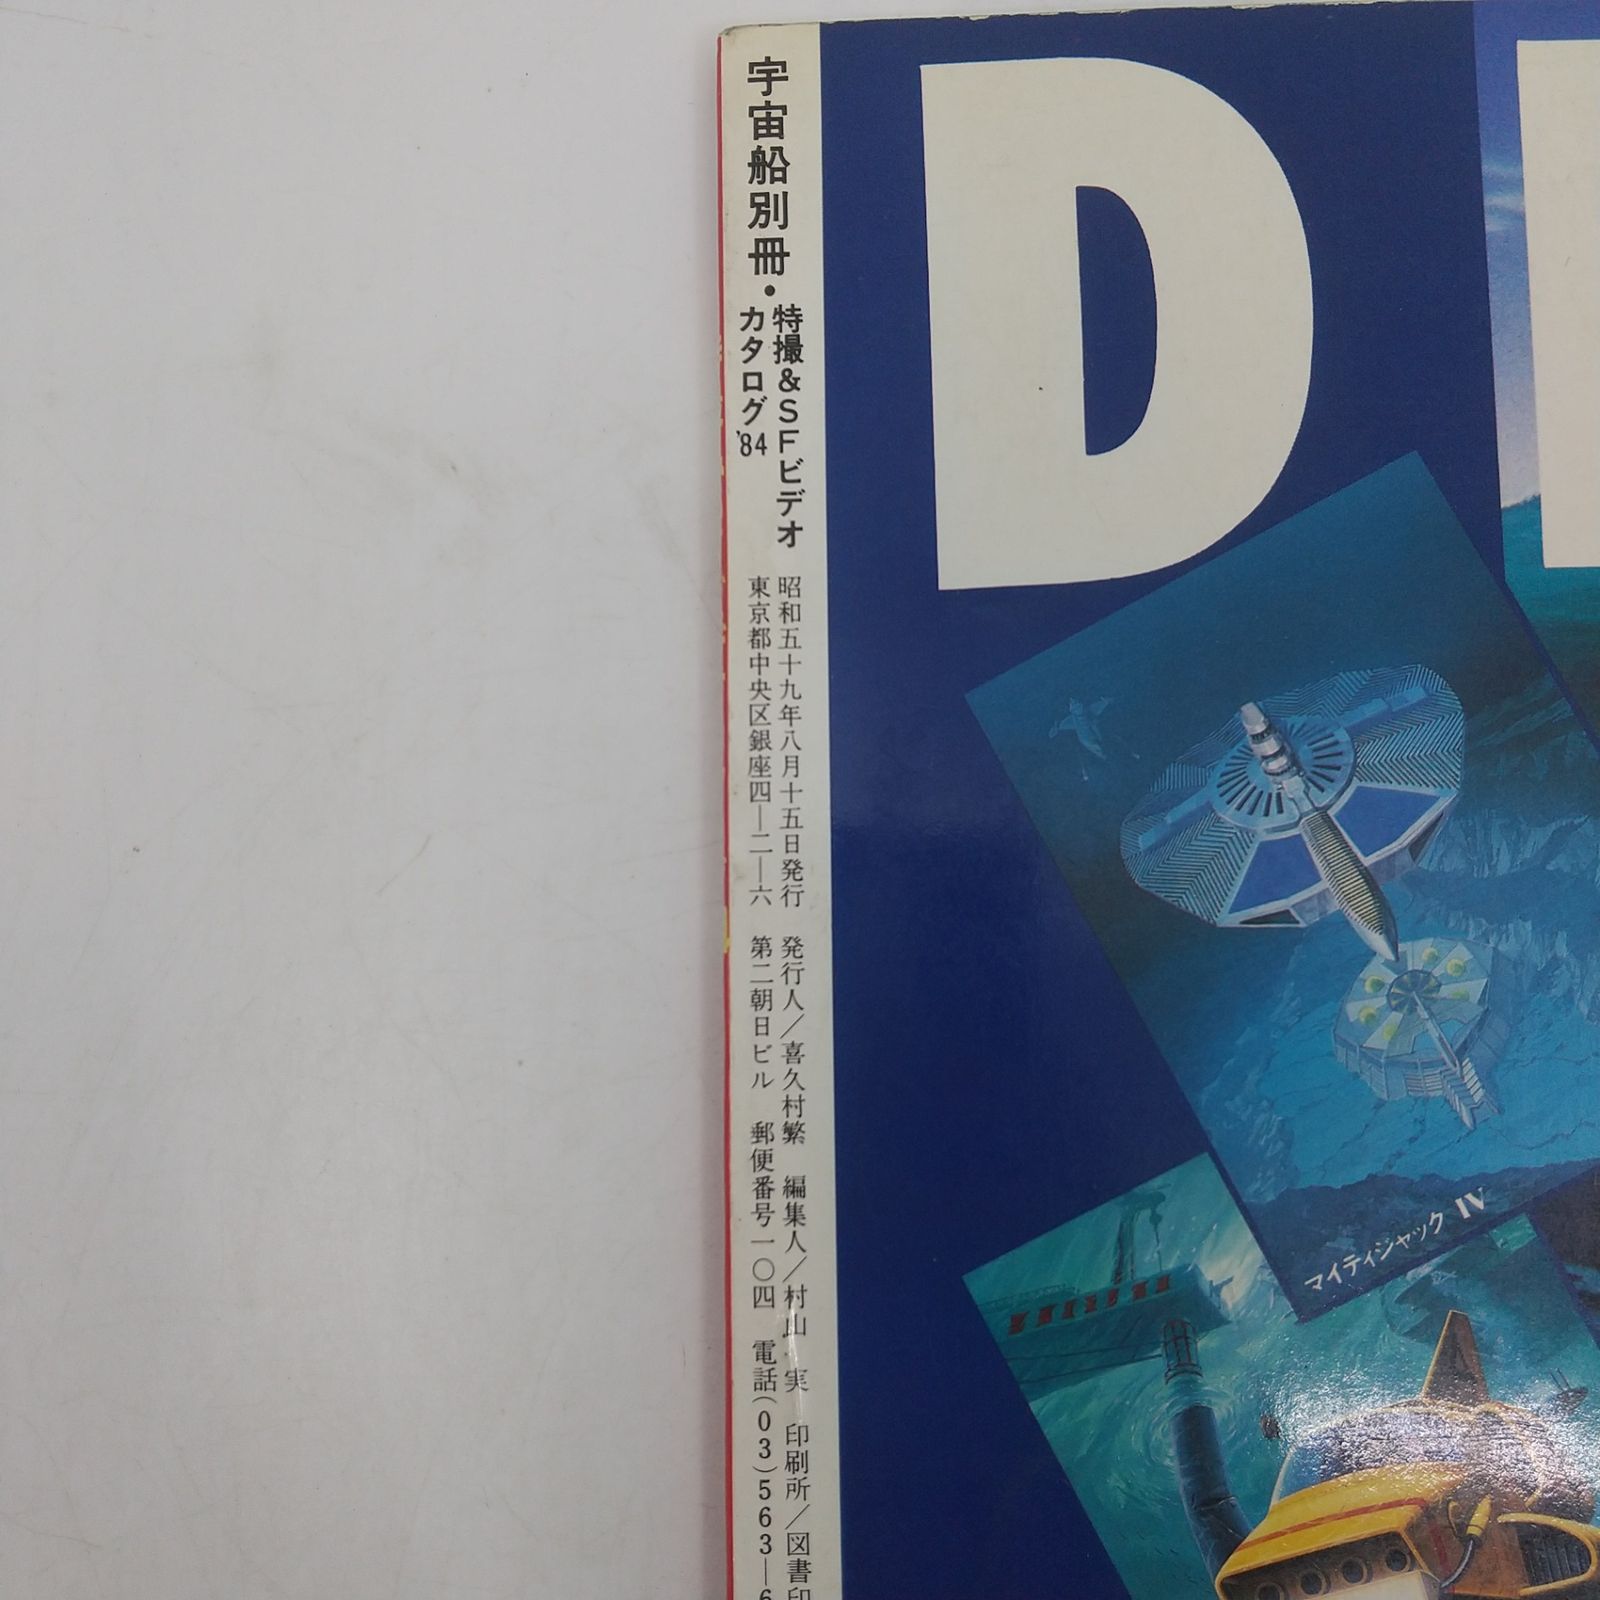 宇宙船別冊・
特撮&SFビデオ
カタログ'84
昭和五十九年八月十五日発行 発行人/喜久村繁 編集人/村山 実 印刷所/図書印
東京都中央区銀座四―二―六 第二朝日ビル 郵便番号一〇四 電話(03)563―6
D
マイティジャック IV